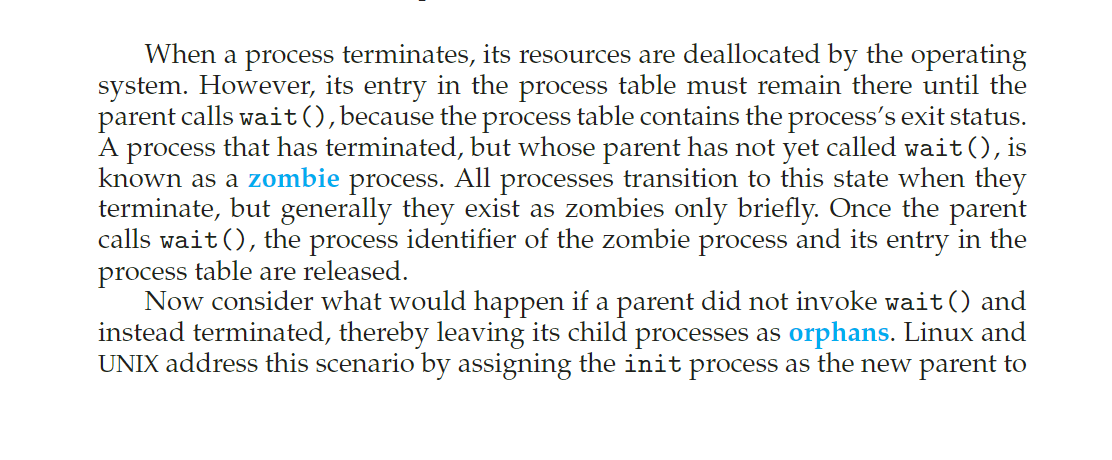 When a process terminates, its resources are deallocated by the operating
system. However, its entry in the process table must remain there until the
parent calls wait(), because the process table contains the process’s exit status.
A process that has terminated, but whose parent has not yet called wait(), is
known as a zombie process. All processes transition to this state when they
terminate, but generally they exist as zombies only briefly. Once the parent
calls wait(), the process identifier of the zombie process and its entry in the
process table are released.
Now consider what would happen if a parent did not invoke wait() and
instead terminated, thereby leaving its child processes as orphans. Linux and
UNIX address this scenario by assigning the init process as the new parent to